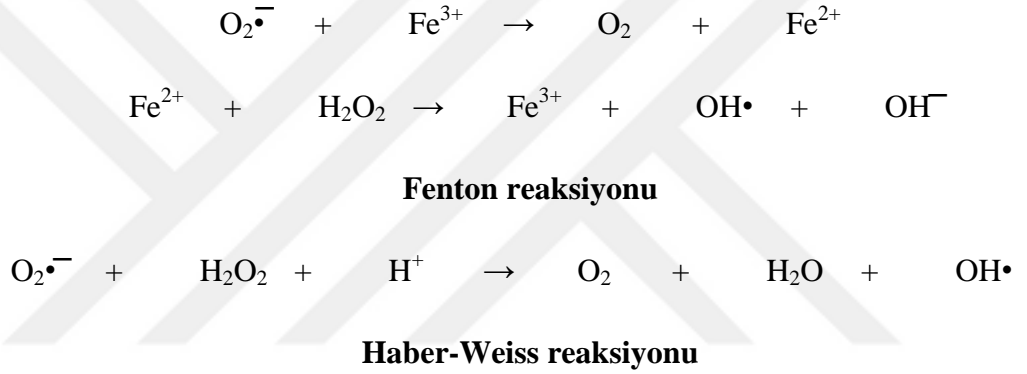 O₂•⁻ + Fe³⁺ → O₂ + Fe²⁺
Fe²⁺ + H₂O₂ → Fe³⁺ + OH• + OH⁻
Fenton reaksiyonu
O₂•⁻ + H₂O₂ + H⁺ → O₂ + H₂O + OH•
Haber-Weiss reaksiyonu